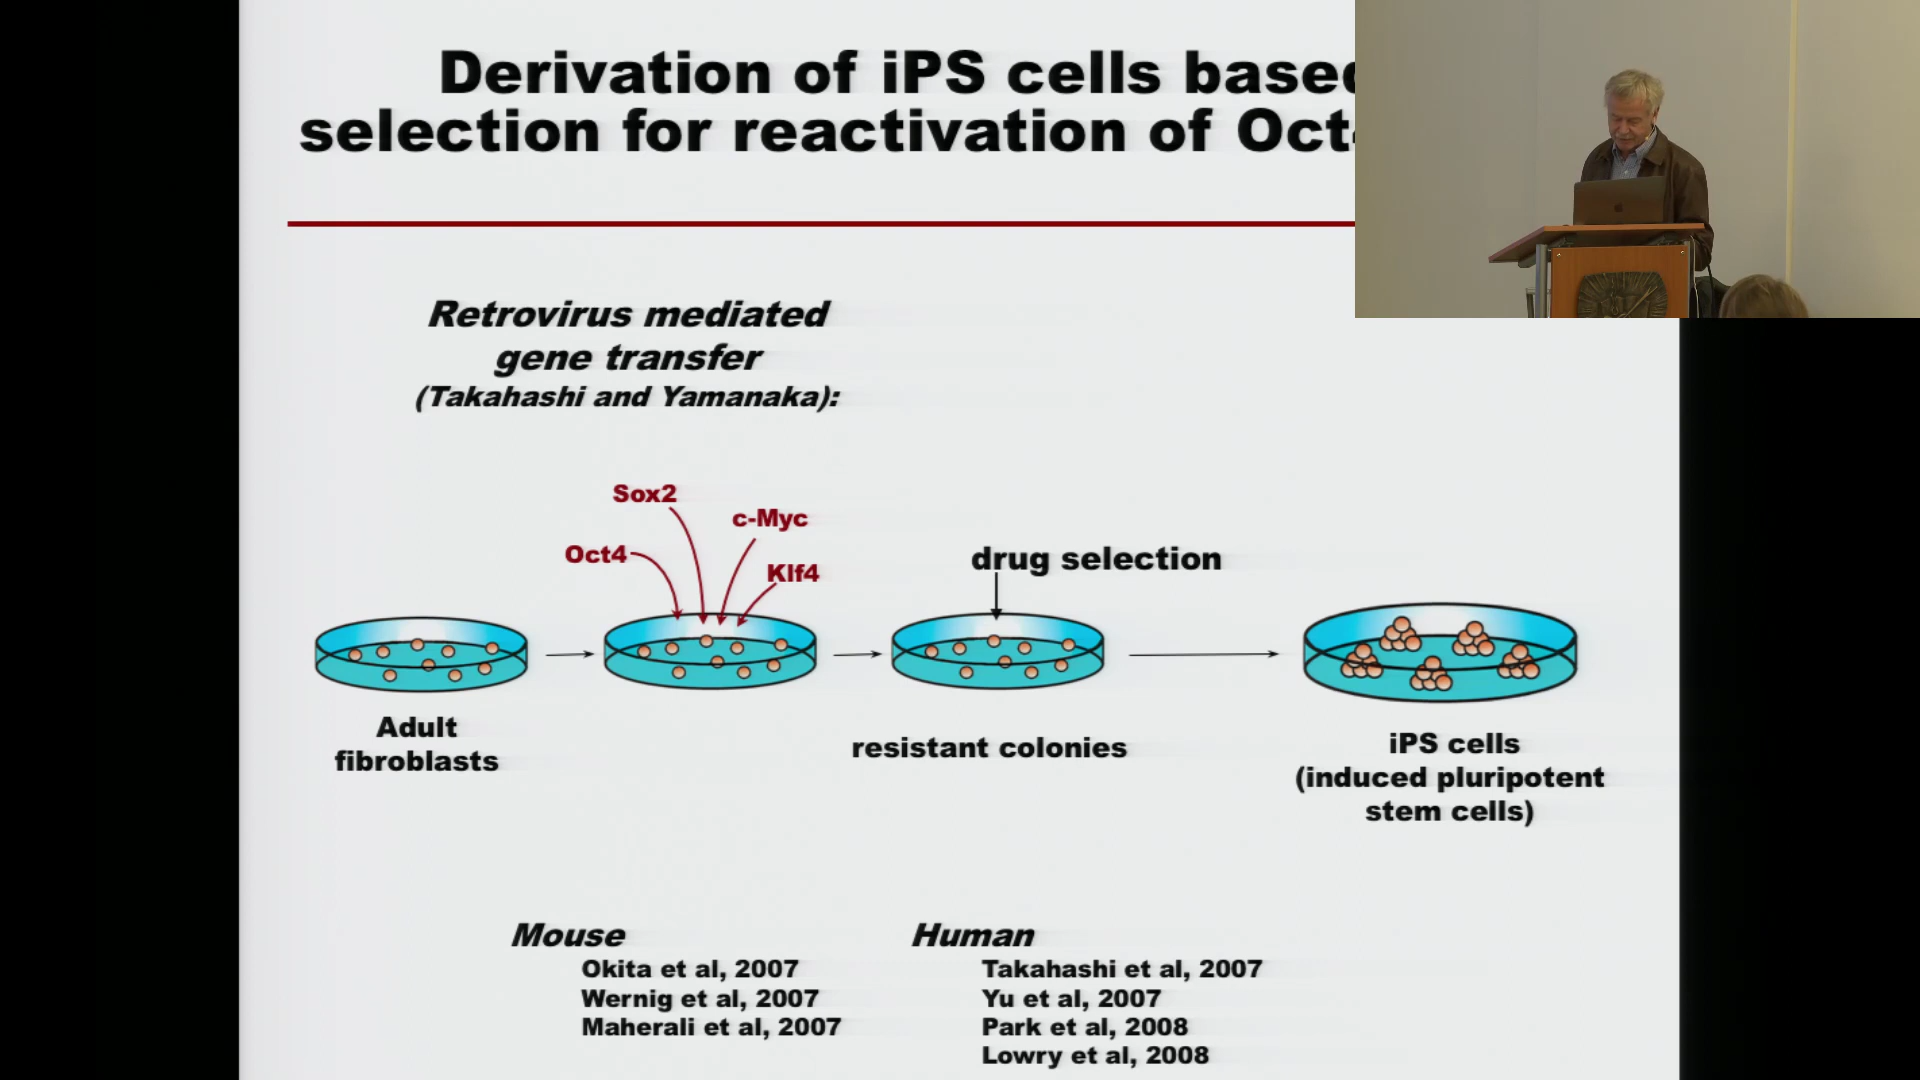 Derivation of iPS cells based
selection for reactivation of Oct
Retrovirus mediated
gene transfer
(Takahashi and Yamanaka):
Sox2
c-Myc
Oct4
Klf4
drug selection
Adult
fibroblasts
resistant colonies
iPS cells
(induced pluripotent
stem cells)
Mouse
Okita et al, 2007
Wernig et al, 2007
Maherali et al, 2007
Human
Takahashi et al, 2007
Yu et al, 2007
Park et al, 2008
Lowry et al, 2008